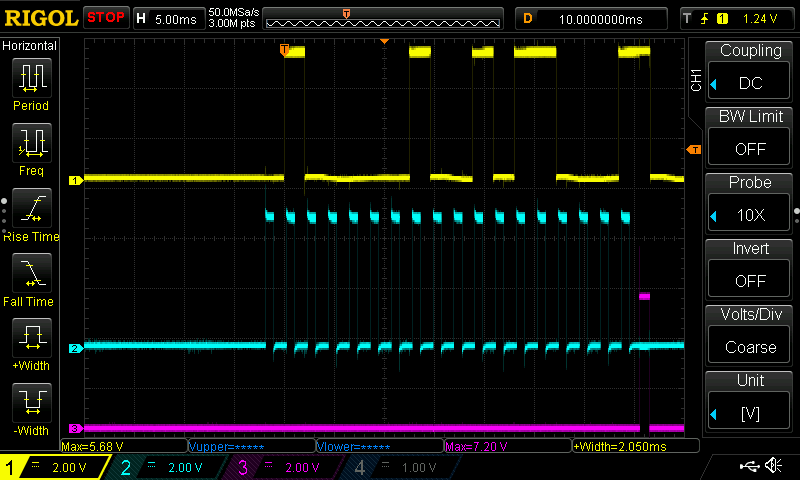 RIGOL STOP H 5.00ms 50.0MSa/s 3.00M pts T D 10.0000000ms T 1 1.24 V
Horizontal
Period
Freq
Rise Time
Fall Time
+Width
-Width
T
1
2
3
T
CH1
Coupling
DC
BW Limit
OFF
Probe
10X
Invert
OFF
Volts/Div
Coarse
Unit
[V]
Max=5.68 V Vupper=***** Vlower=***** Max=7.20 V +Width=2.050ms
1 2.00 V 2 2.00 V 3 2.00 V 4 1.00 V